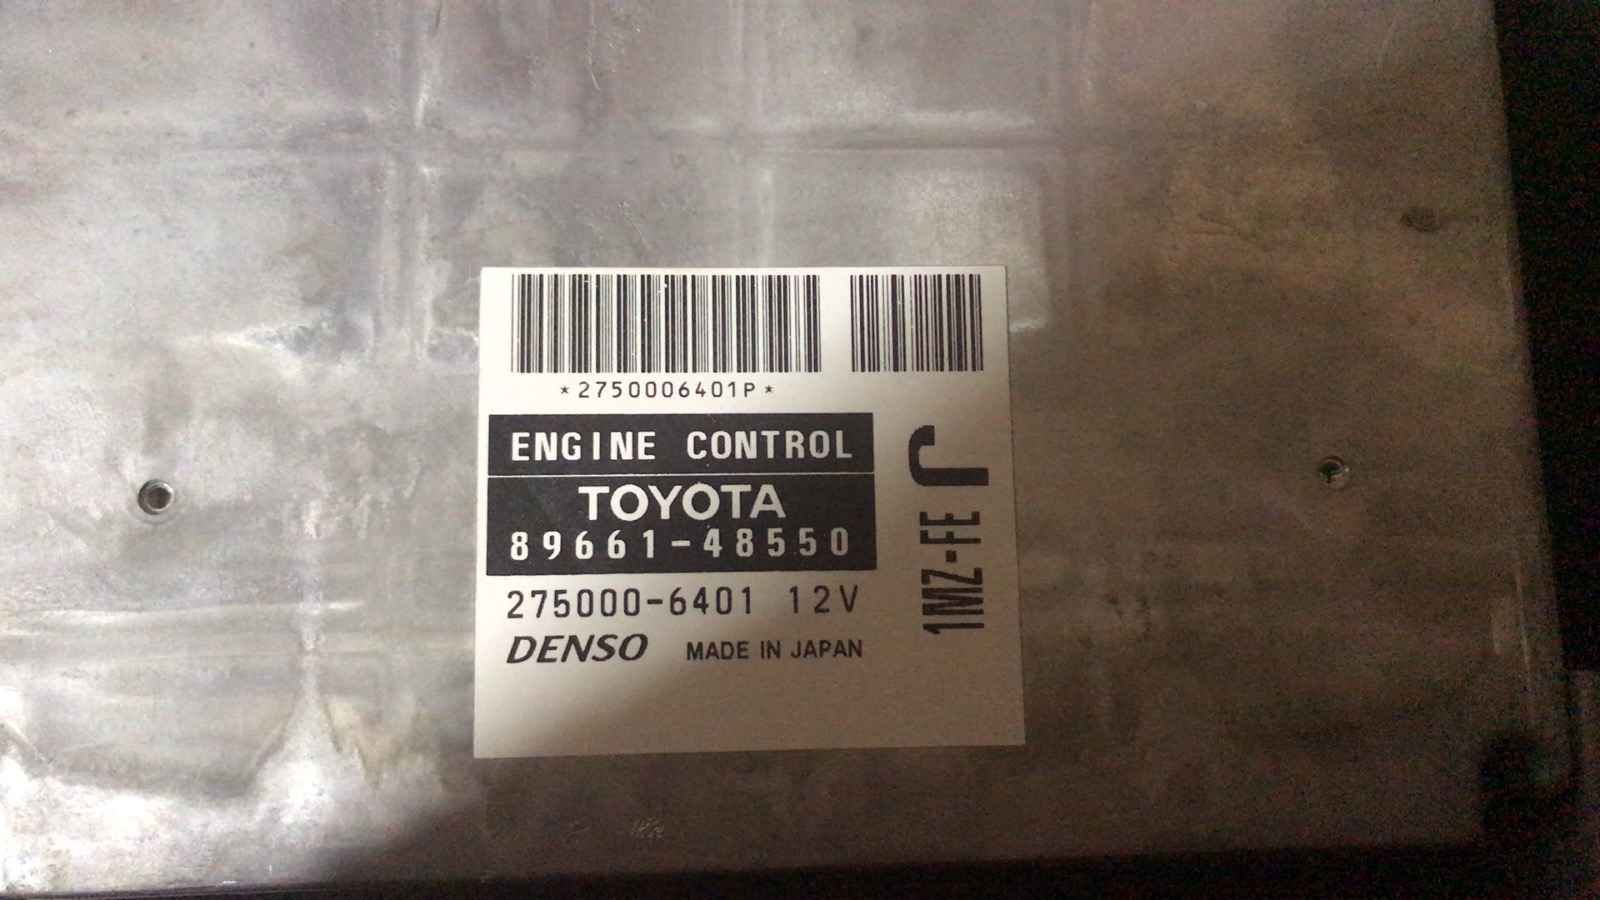 *2750006401P*
ENGINE CONTROL
TOYOTA
89661-48550
275000-6401 12V
DENSO MADE IN JAPAN
1MZ-FE J